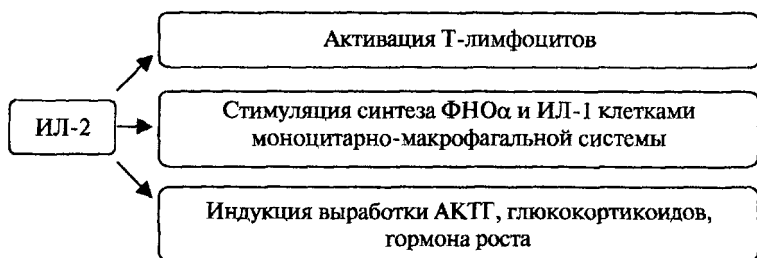 Активация Т-лимфоцитов
ИЛ-2
Стимуляция синтеза ФНОα и ИЛ-1 клетками
моноцитарно-макрофагальной системы
Индукция выработки АКТГ, глюкокортикоидов,
гормона роста